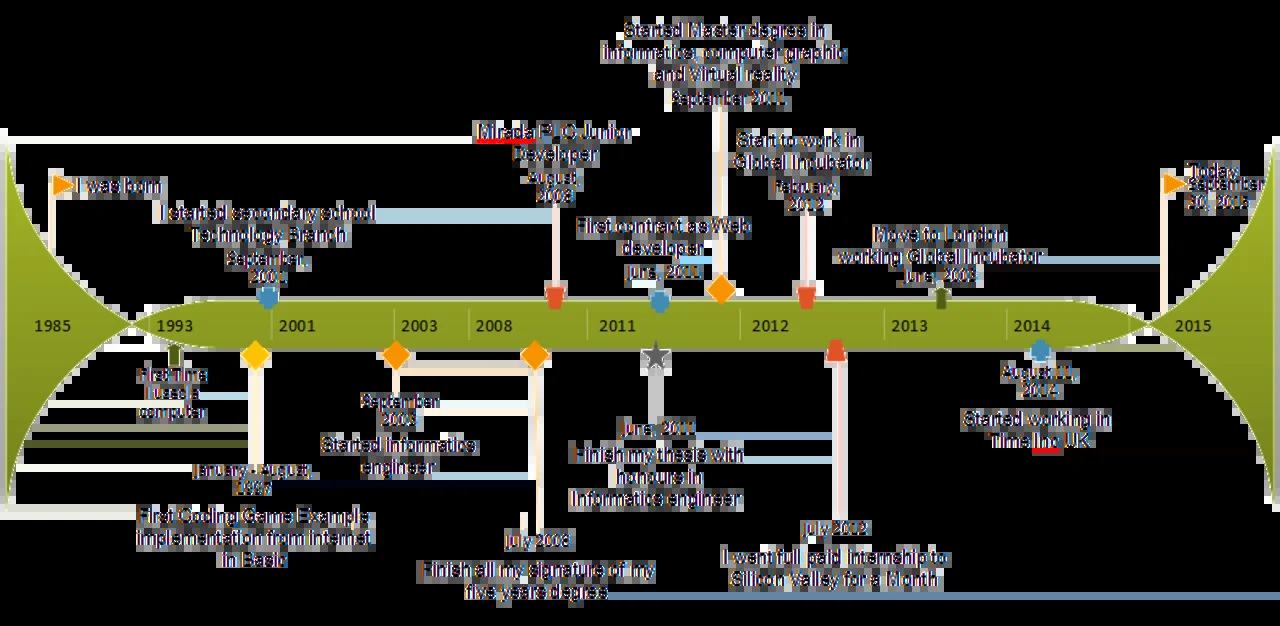 Started Master degree in
informatics, computer graphic
and Virtual reality
September 2011
Mirada PLC Junior
Developer
August,
2008
Start to work in
Global Incubator
February,
2012
I was born
Today
September
30, 2015
I started secondary school
Technology Branch
September,
2001
First contract as Web
developer
June, 2011
Move to London
working Global Incubator
June, 2013
1985
1993
2001
2003
2008
2011
2012
2013
2014
2015
First Time
I use a
computer
January - August,
1997
First Coding Game Example
implementation from internet
in Basic
September
2003
Started informatics
engineer
July 2008
Finish all my signature of my
five years degree
June, 2011
Finish my thesis with
honours in
Informatics engineer
July 2012
I went full paid internship to
Silicon Valley for a Month
August 11,
2014
Started working in
Time Inc UK